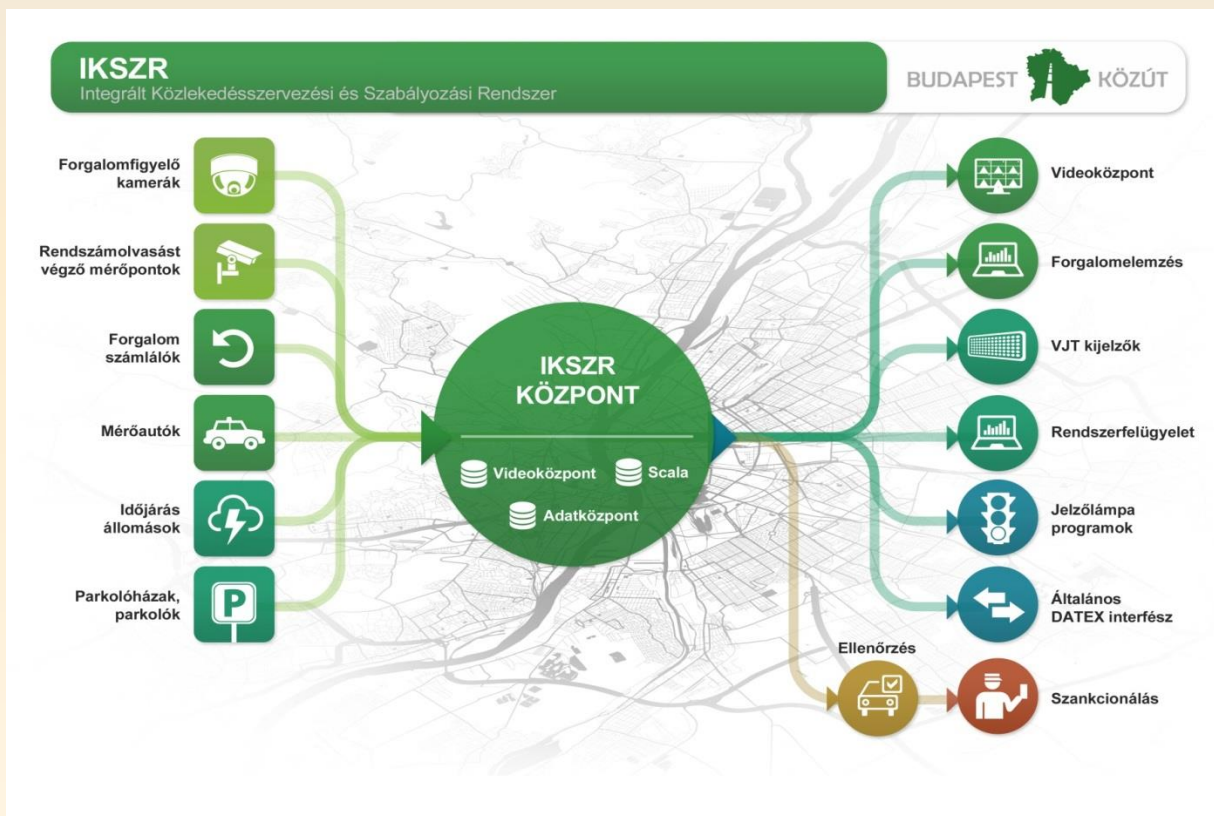 IKSZR
Integrált Közlekedésszervezési és Szabályozási Rendszer
BUDAPEST KÖZÚT
Forgalomfigyelő
kamerák
Rendszámolvasást
végző mérőpontok
Forgalom
számlálók
Mérőautók
Időjárás
állomások
Parkolóházak,
parkolók
P
IKSZR
KÖZPONT
Videoközpont
Scala
Adatközpont
Videoközpont
Forgalomelemzés
VJT kijelzők
Rendszerfelügyelet
Jelzőlámpa
programok
Általános
DATEX interfész
Ellenőrzés
Szankcionálás